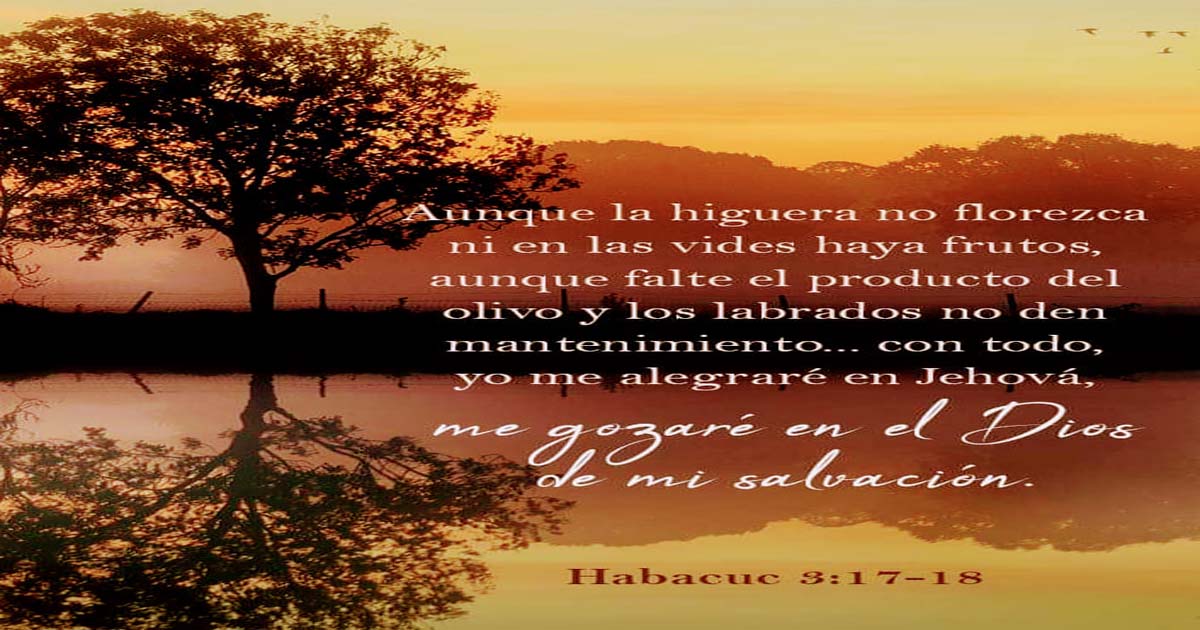 Aunque la higuera no florezca
ni en las vides haya frutos,
aunque falte el producto del
olivo y los labrados no den
mantenimiento... con todo,
yo me alegraré en Jehová,
me gozaré en el Dios
de mi salvación.
Habacuc 3:17-18